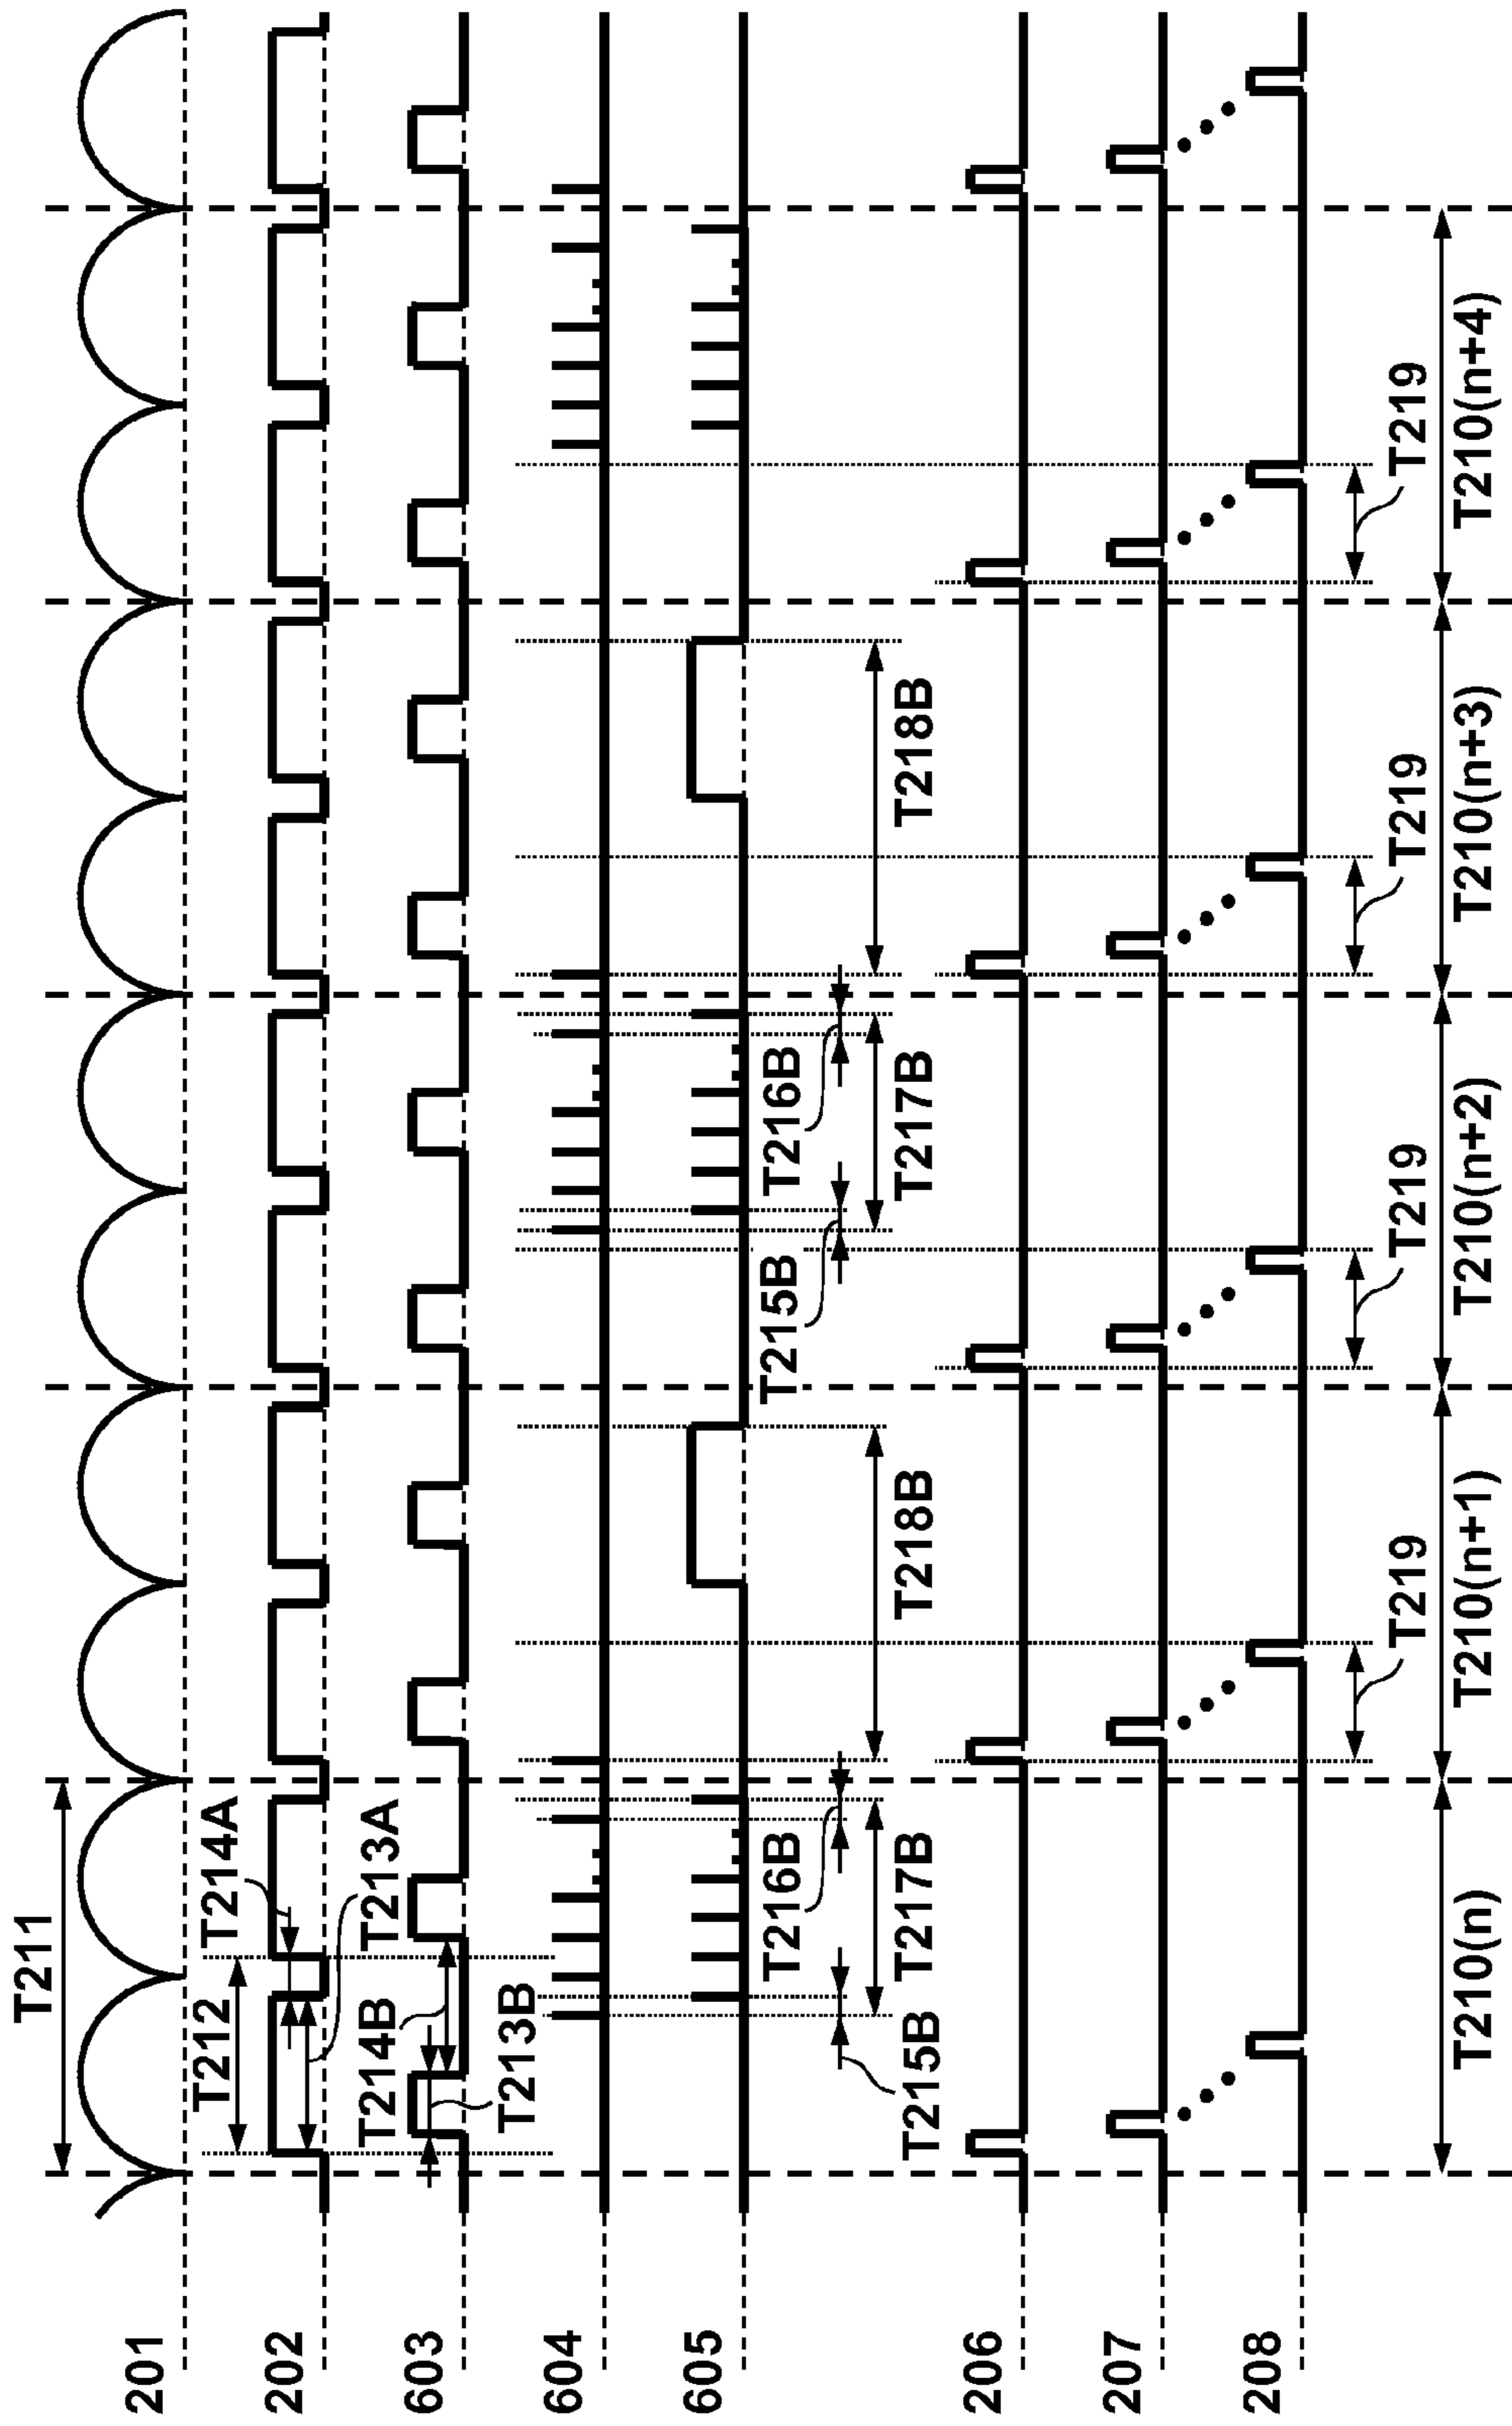 T211
201
T212
T214A
202
T213A
T214B
603
T213B
604
605
T215B
T216B
T215B
T216B
T217B
T218B
T217B
T218B
206
207
208
T219
T219
T219
T219
T210(n)
T210(n+1)
T210(n+2)
T210(n+3)
T210(n+4)